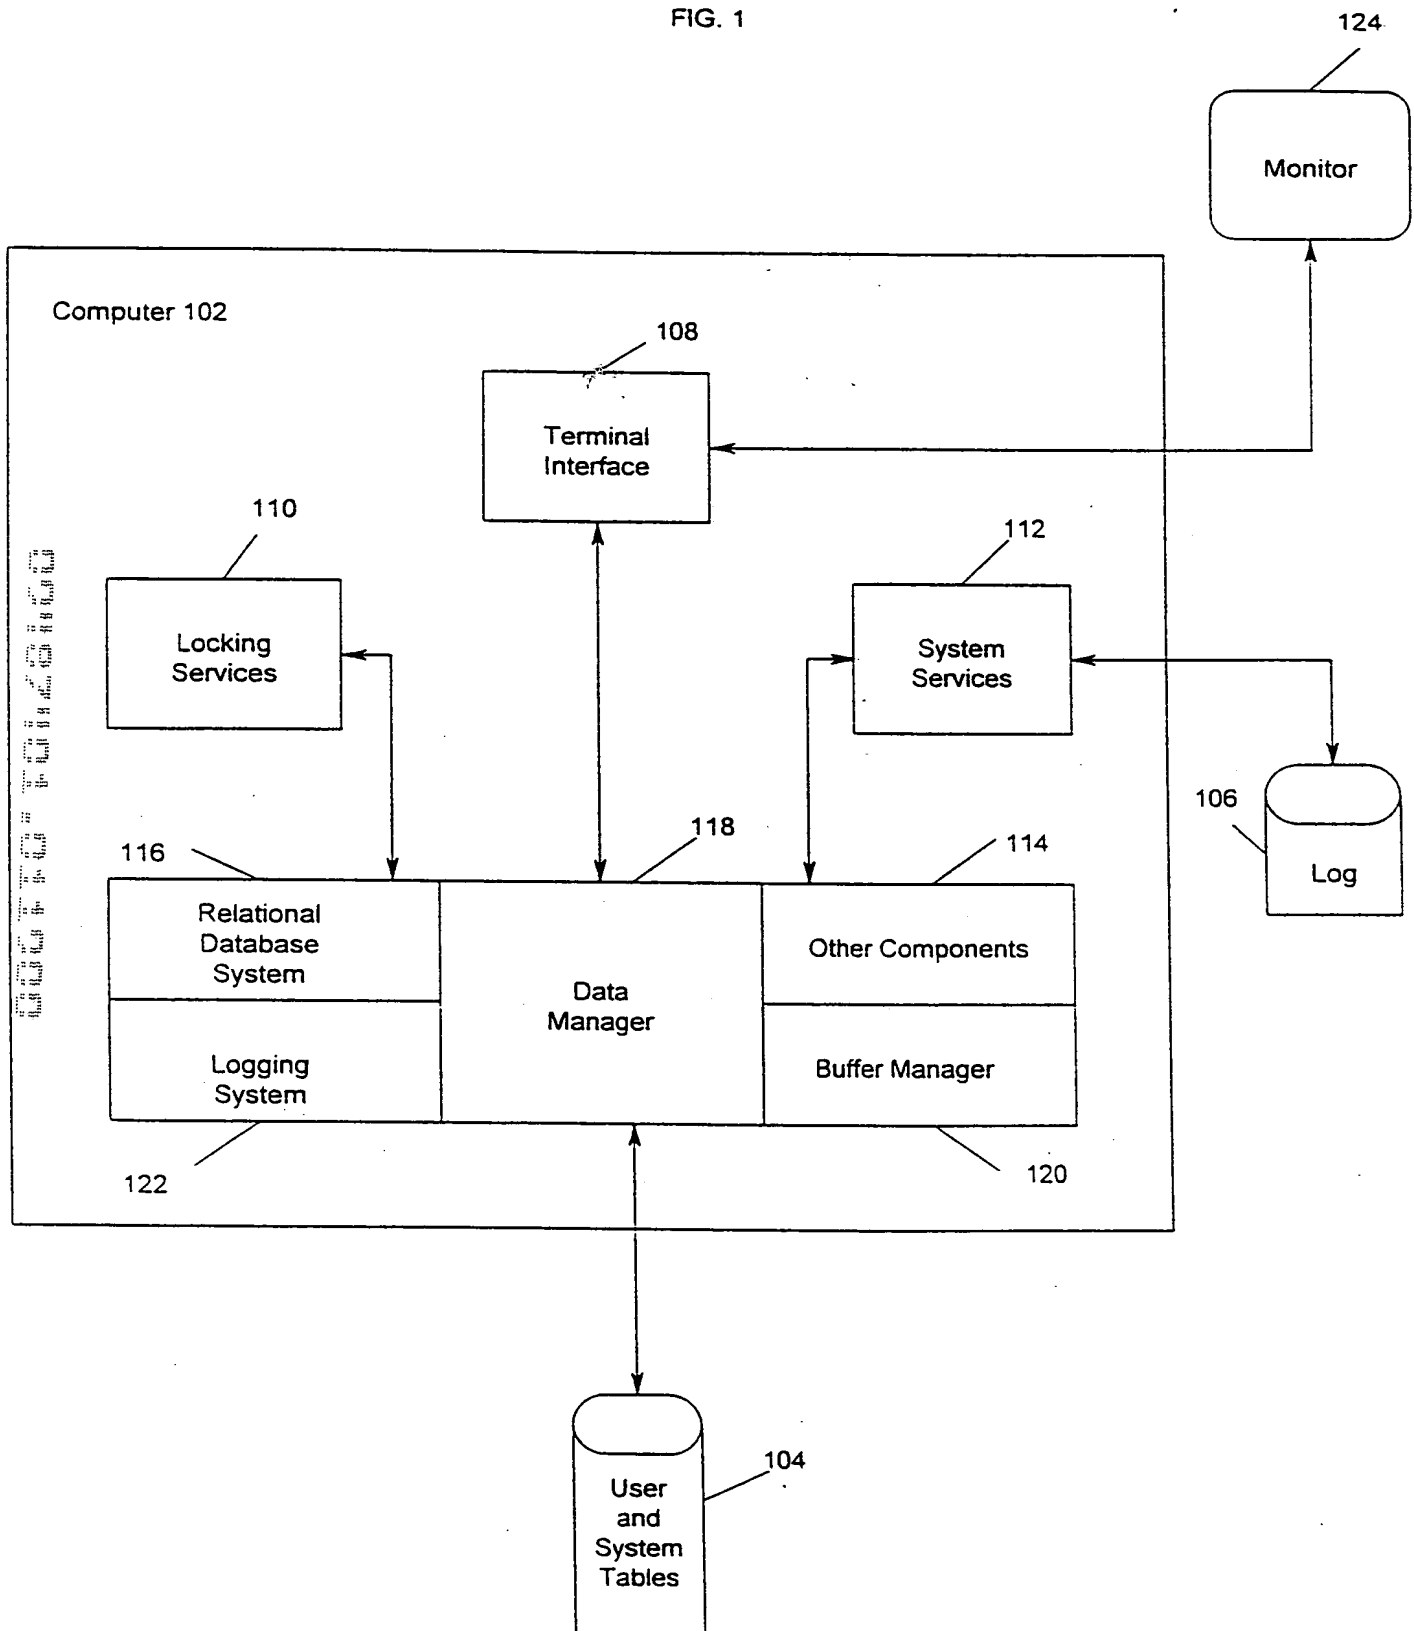 FIG. 1
124
Monitor
Computer 102
108
Terminal
Interface
110
Locking
Services
112
System
Services
106
Log
116
118
114
Relational
Database
System
Data
Manager
Other Components
Logging
System
Buffer Manager
122
120
104
User
and
System
Tables